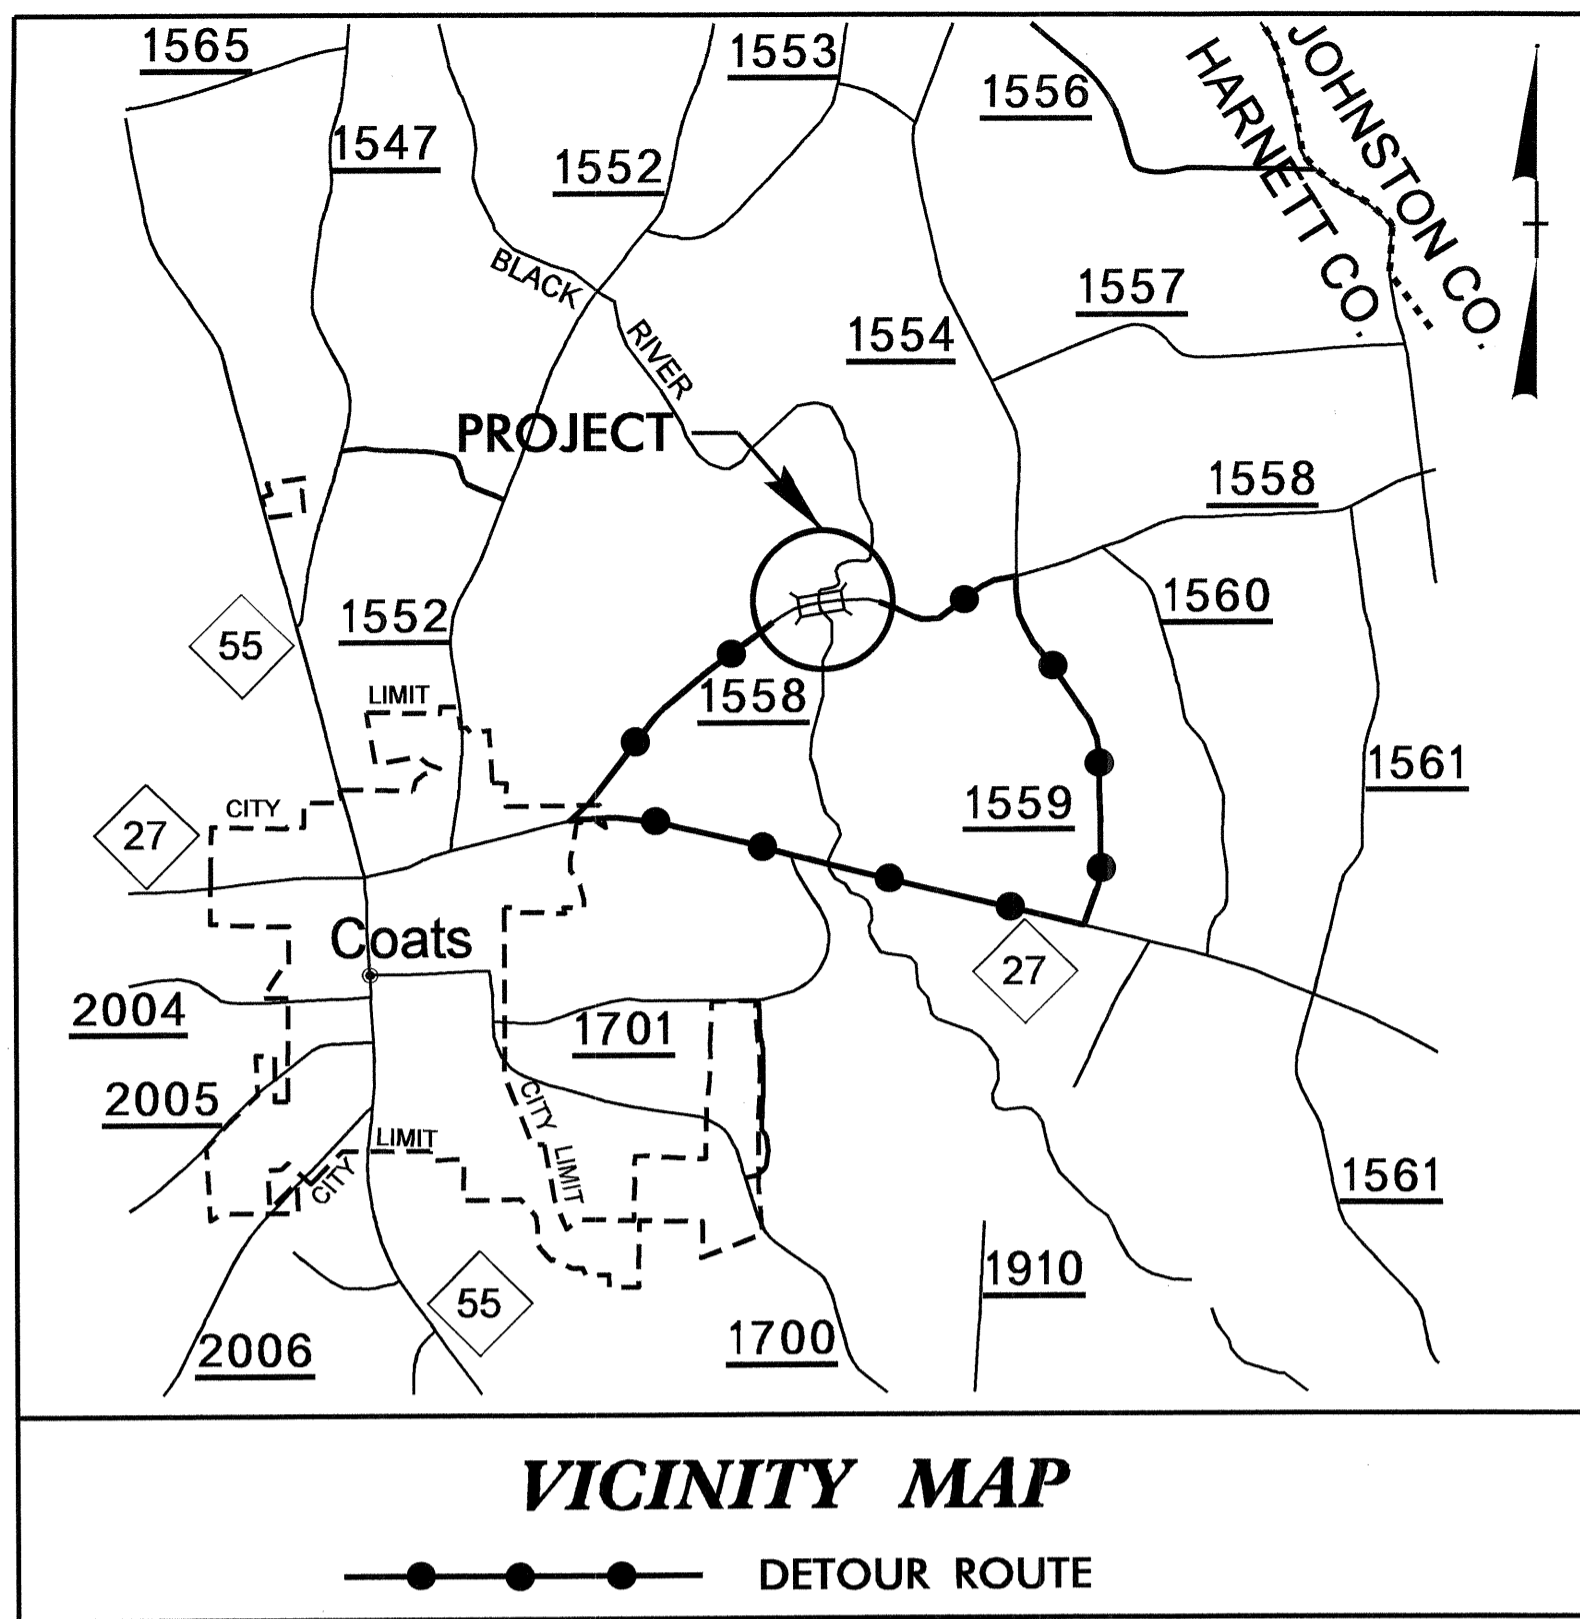 1565
1553
1556
JOHNSTON CO.
HARNETT CO.
1547
1552
BLACK
RIVER
1557
1554
PROJECT
1558
1560
1552
55
LIMIT
1558
1561
1559
CITY
27
Coats
27
2004
1701
2005
CITY
LIMIT
LIMIT
CITY
1561
1910
55
1700
2006
VICINITY MAP
DETOUR ROUTE